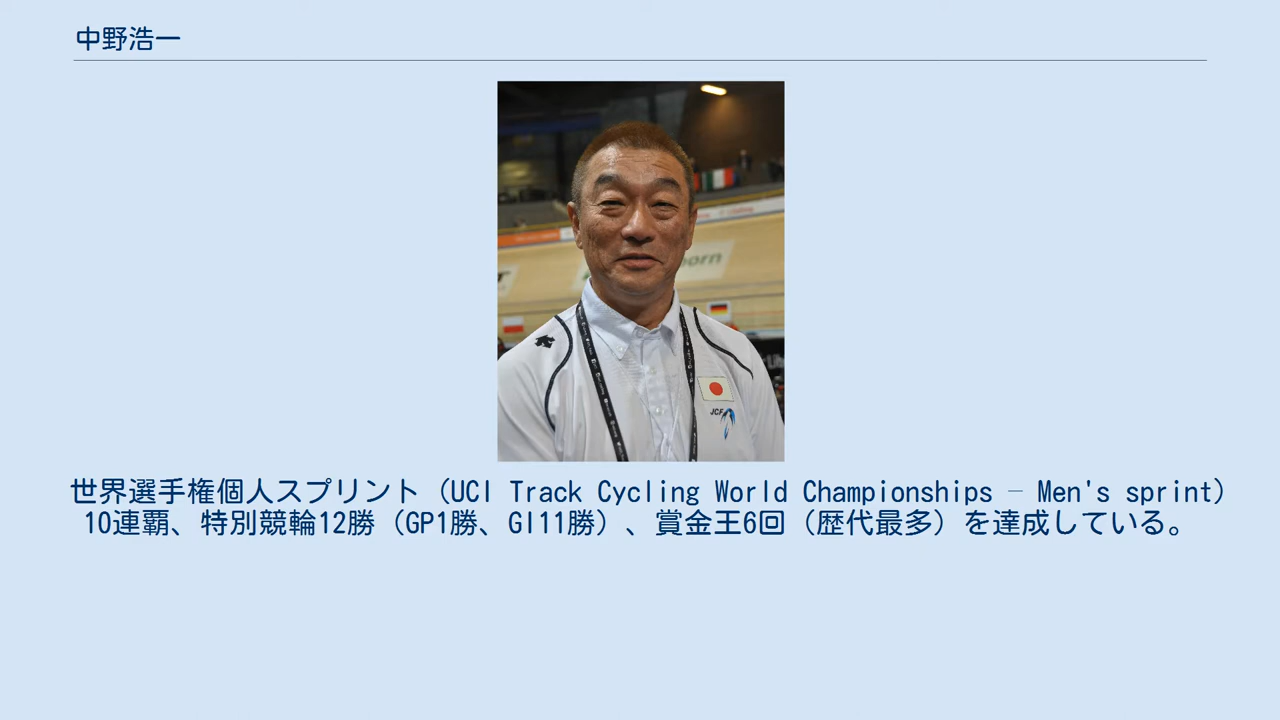 中野浩一
orn
JCF
世界選手権個人スプリント（UCI Track Cycling World Championships – Men's sprint）
10連覇、特別競輪12勝（GP1勝、GI11勝）、賞金王6回（歴代最多）を達成している。